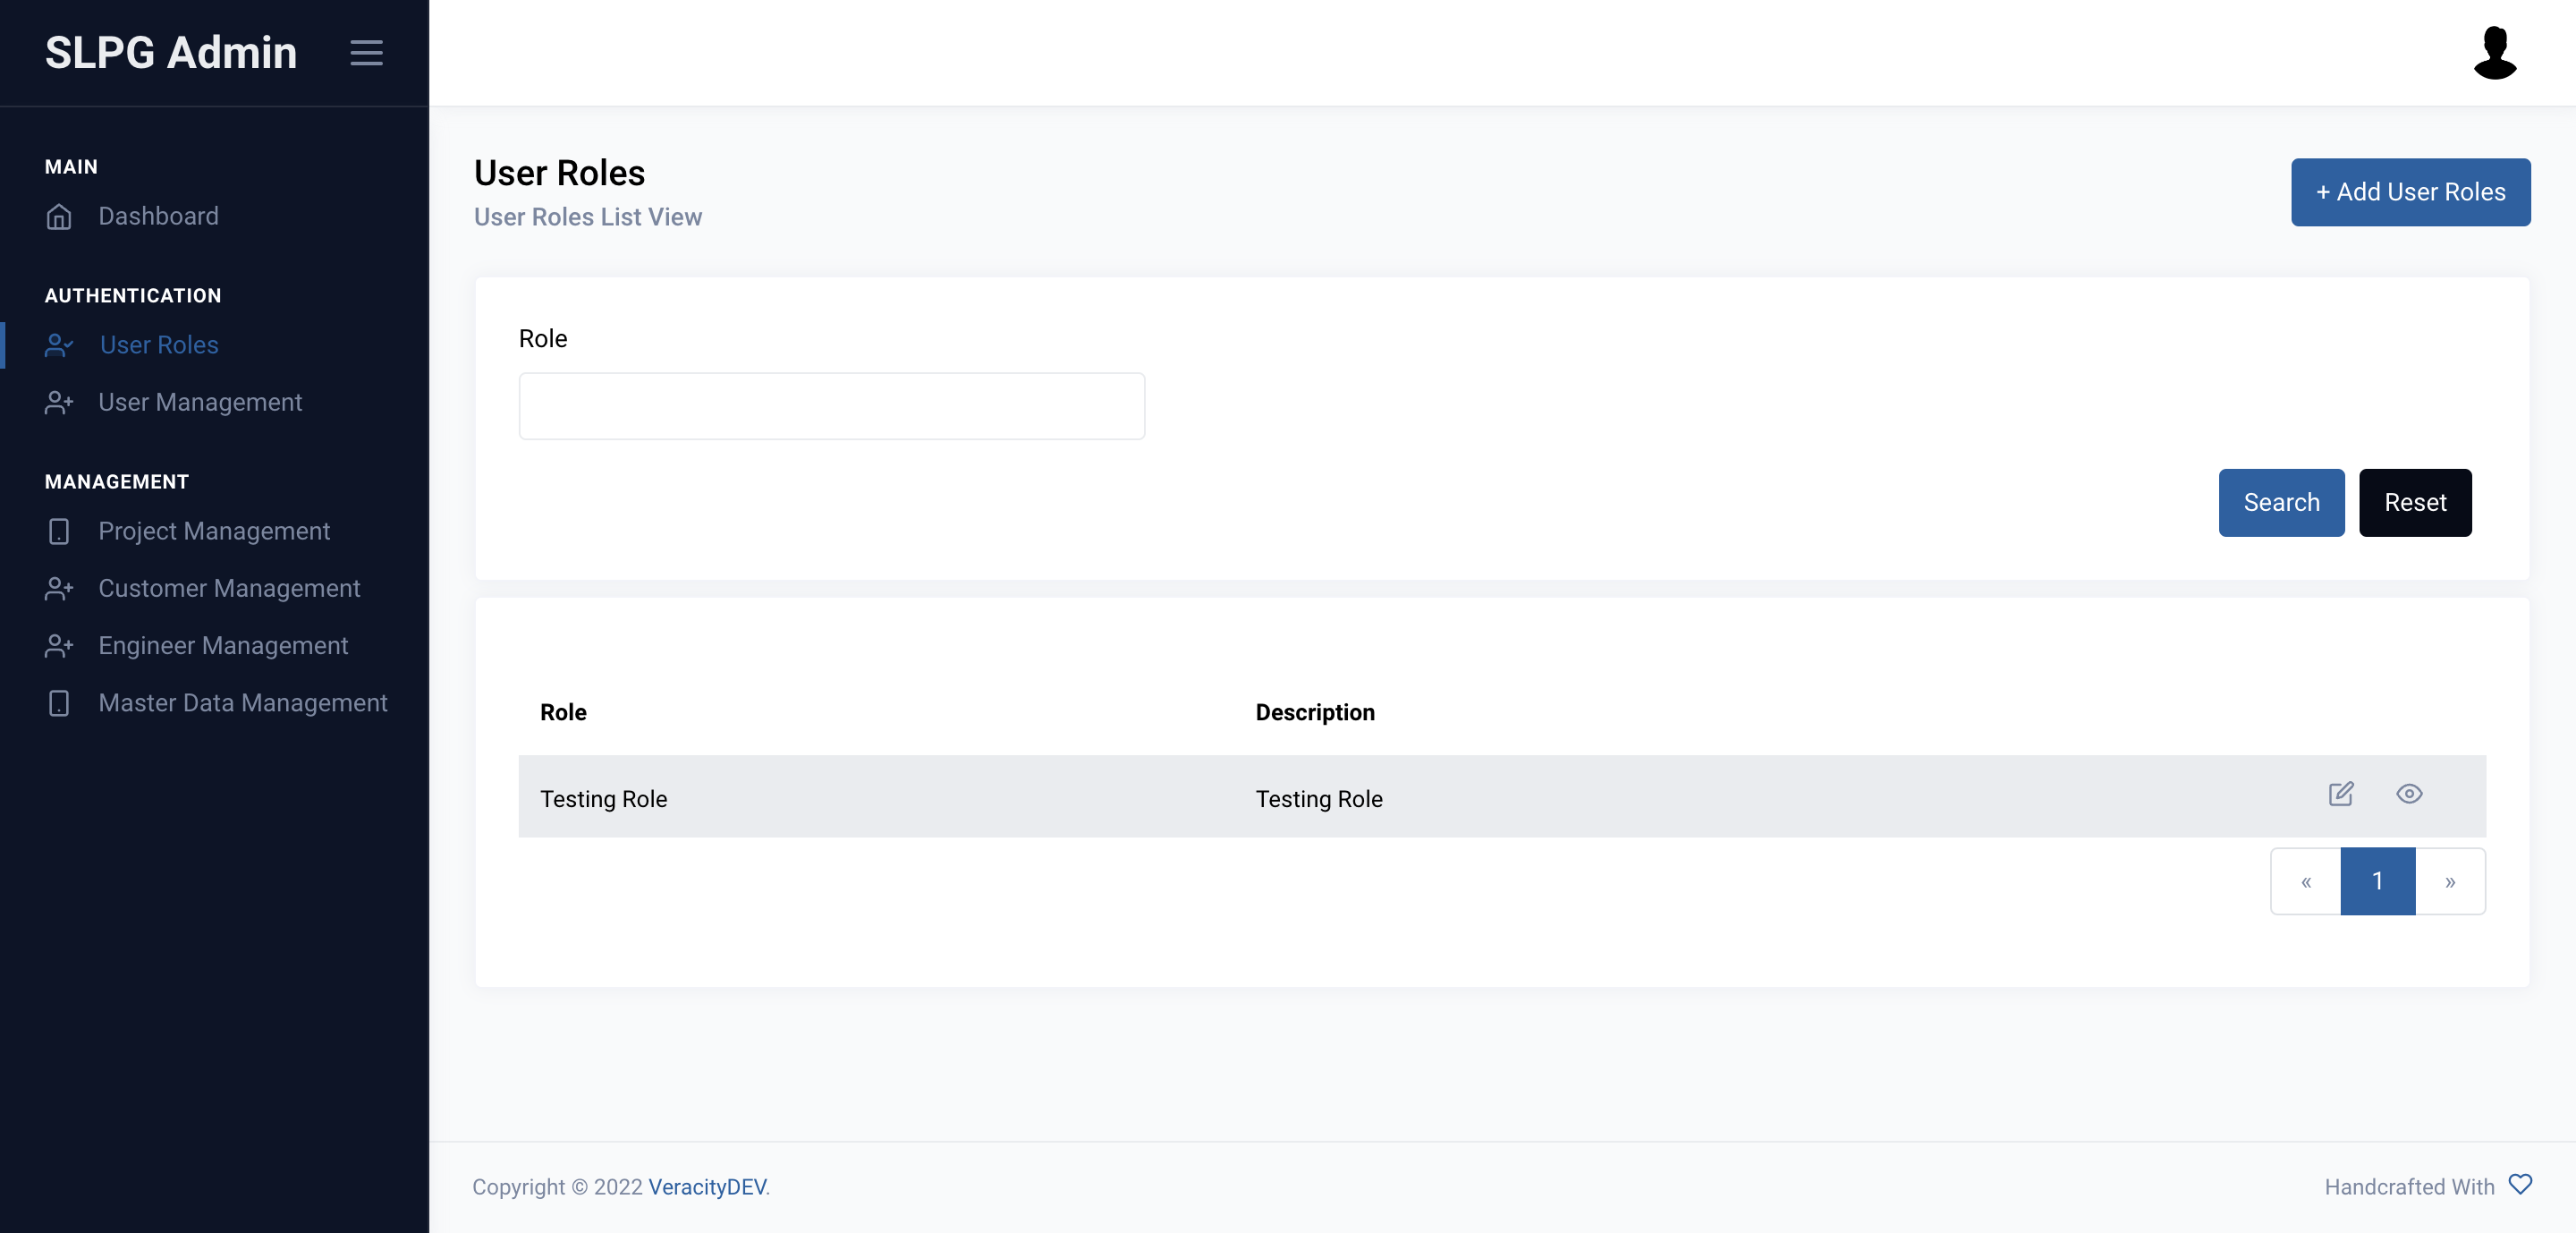 SLPG Admin
MAIN
Dashboard
AUTHENTICATION
User Roles
User Management
MANAGEMENT
Project Management
Customer Management
Engineer Management
Master Data Management
User Roles
User Roles List View
+ Add User Roles
Role
Search Reset
Role Description
Testing Role Testing Role
« 1 »
Copyright © 2022 VeracityDEV.
Handcrafted With